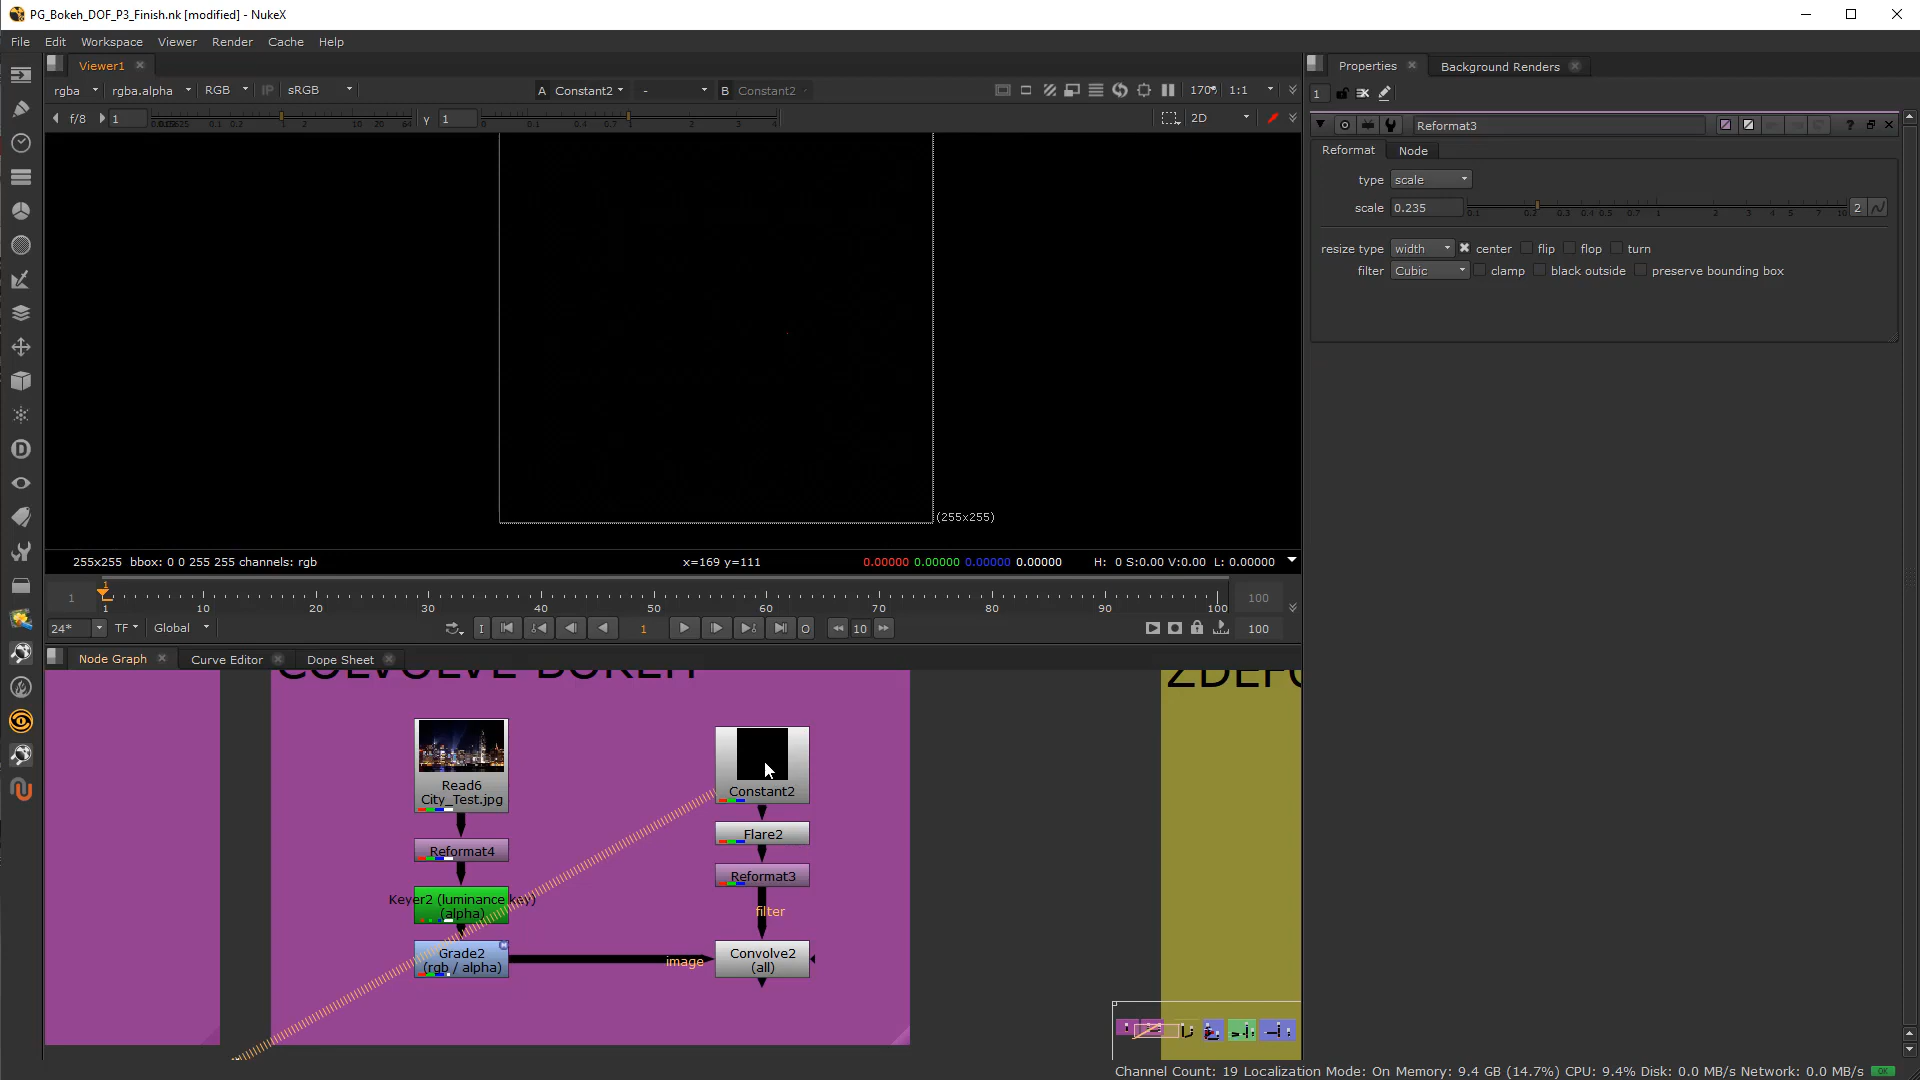 PG_Bokeh_DOF_P3_Finish.nk [modified] - NukeX
File Edit Workspace Viewer Render Cache Help
Viewer1
Properties
Background Renders
rgba rgba.alpha RGB IP sRGB A Constant2 - B Constant2 170% 1:1
1
f/8 1 γ 1 2D
Reformat3
Reformat Node
type scale
scale 0.235 2
resize type width center flip flop turn
filter Cubic clamp black outside preserve bounding box
(255x255)
255x255 bbox: 0 0 255 255 channels: rgb x=169 y=111 0.00000 0.00000 0.00000 0.00000 H: 0 S:0.00 V:0.00 L: 0.00000
1 1 100
1 10 20 30 40 50 60 70 80 90 100
24* TF Global I 1 O 10 100
Node Graph Curve Editor Dope Sheet
Read6
City_Test.jpg
Constant2
Flare2
Reformat4
Reformat3
Keyer2 (luminance key)
(alpha)
filter
Grade2
(rgb / alpha)
image
Convolve2
(all)
Channel Count: 19 Localization Mode: On Memory: 9.4 GB (14.7%) CPU: 9.4% Disk: 0.0 MB/s Network: 0.0 MB/s OK